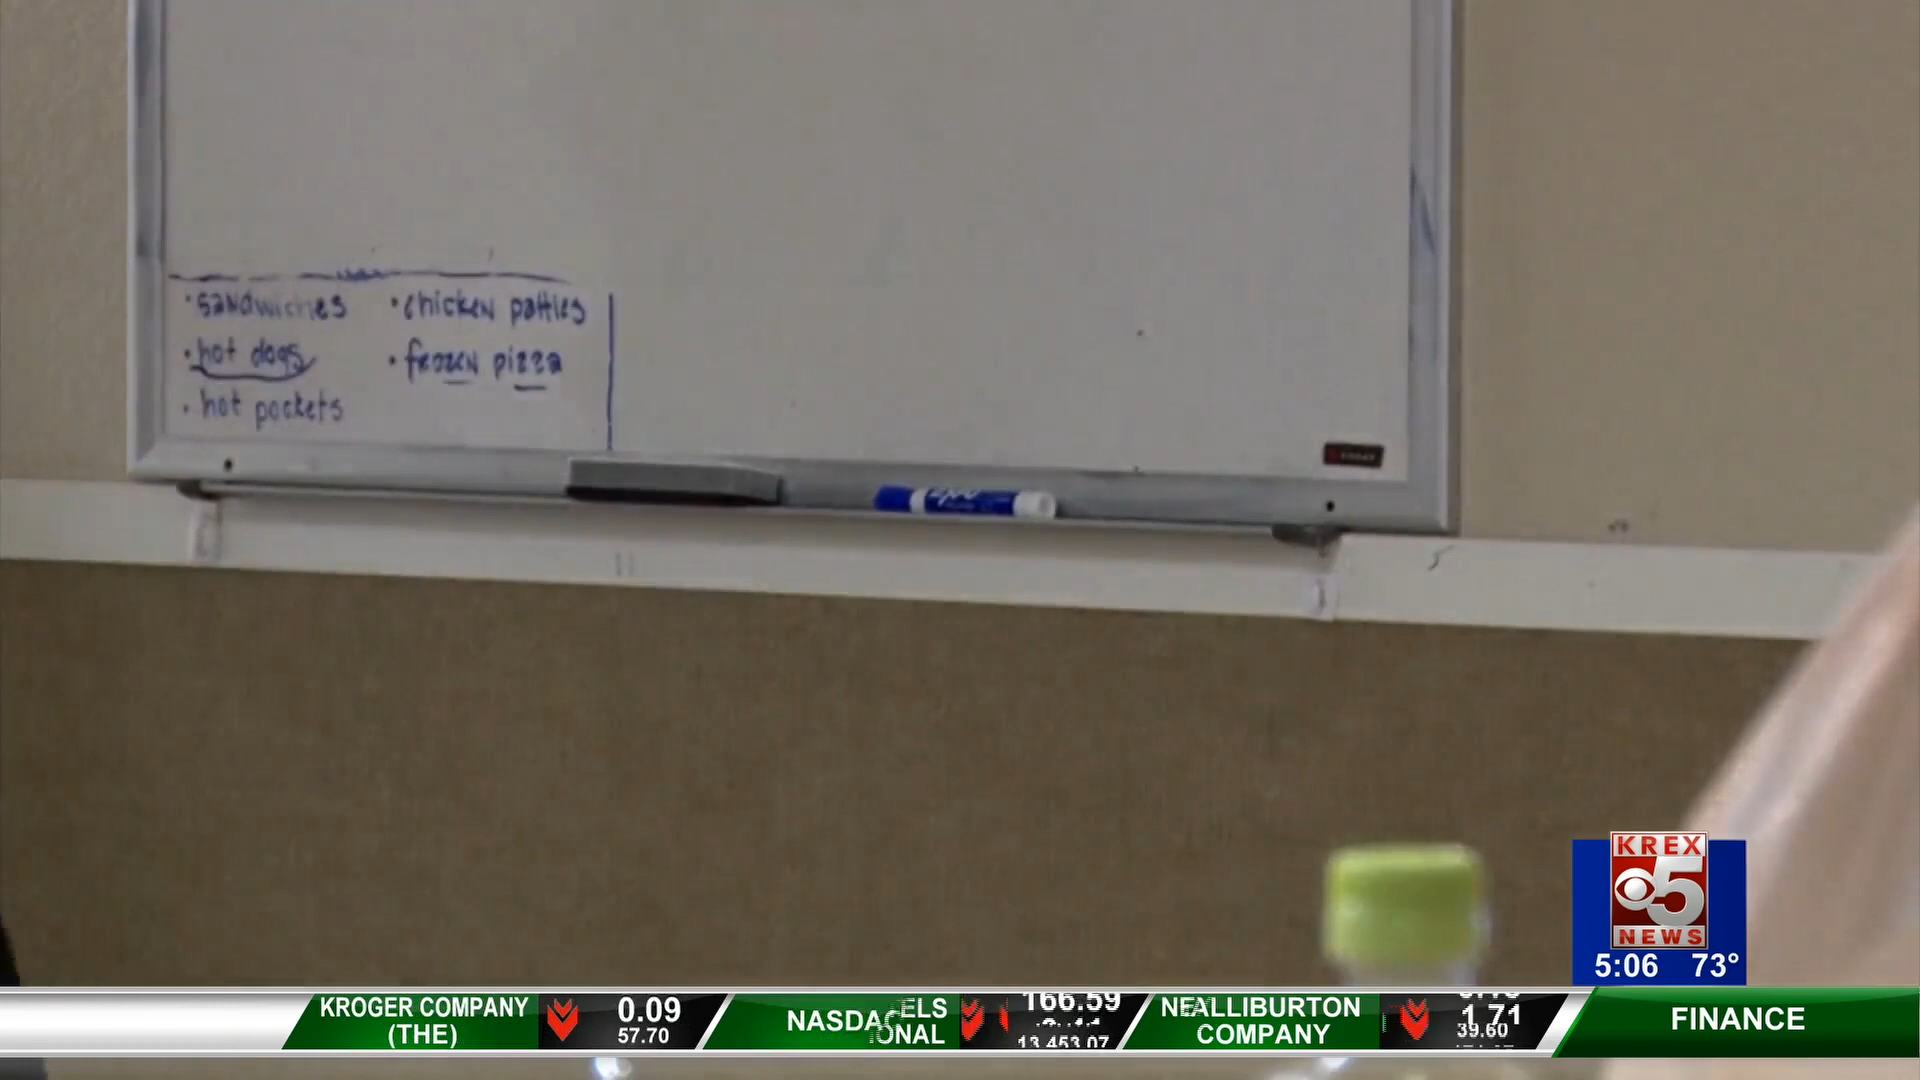 • sandwiches
• hot dogs
• hot pockets
• chicken patties
• frozen pizza
EXPO
KREX
5
NEWS
5:06 73°
KROGER COMPANY
(THE)
0.09
57.70
166.59
13,453.07
COMPANY
1.71
39.60
FINANCE